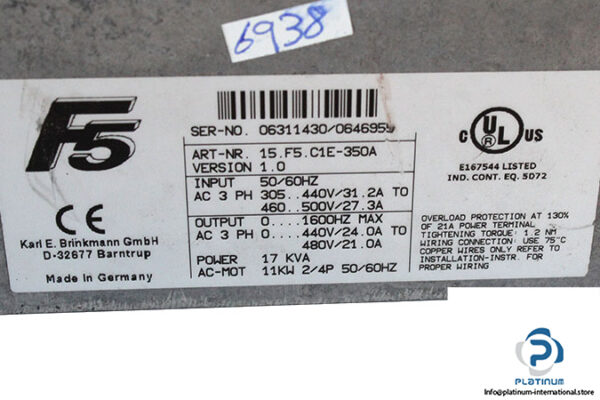 6938
F5
SER-NO. 06311430/0646959
ART-NR. 15.F5.C1E-350A
VERSION 1.0
INPUT 50/60HZ
AC 3 PH 305..440V/31.2A TO
460..500V/27.3A
OUTPUT 0....1600HZ MAX
AC 3 PH 0....440V/24.0A TO
480V/21.0A
POWER 17 KVA
AC-MOT 11KW 2/4P 50/60HZ
CE
Karl E. Brinkmann GmbH
D-32677 Barntrup
Made in Germany
C UL US
E167544 LISTED
IND. CONT. EQ. 5D72
OVERLOAD PROTECTION AT 130%
OF 21A POWER TERMINAL
TIGHTENING TORQUE: 1.2 NM
WIRING CONNECTION: USE 75°C
COPPER WIRES ONLY REFER TO
INSTALLATION-INSTR. FOR
PROPER WIRING
PLATINUM
info@platinum-international.store